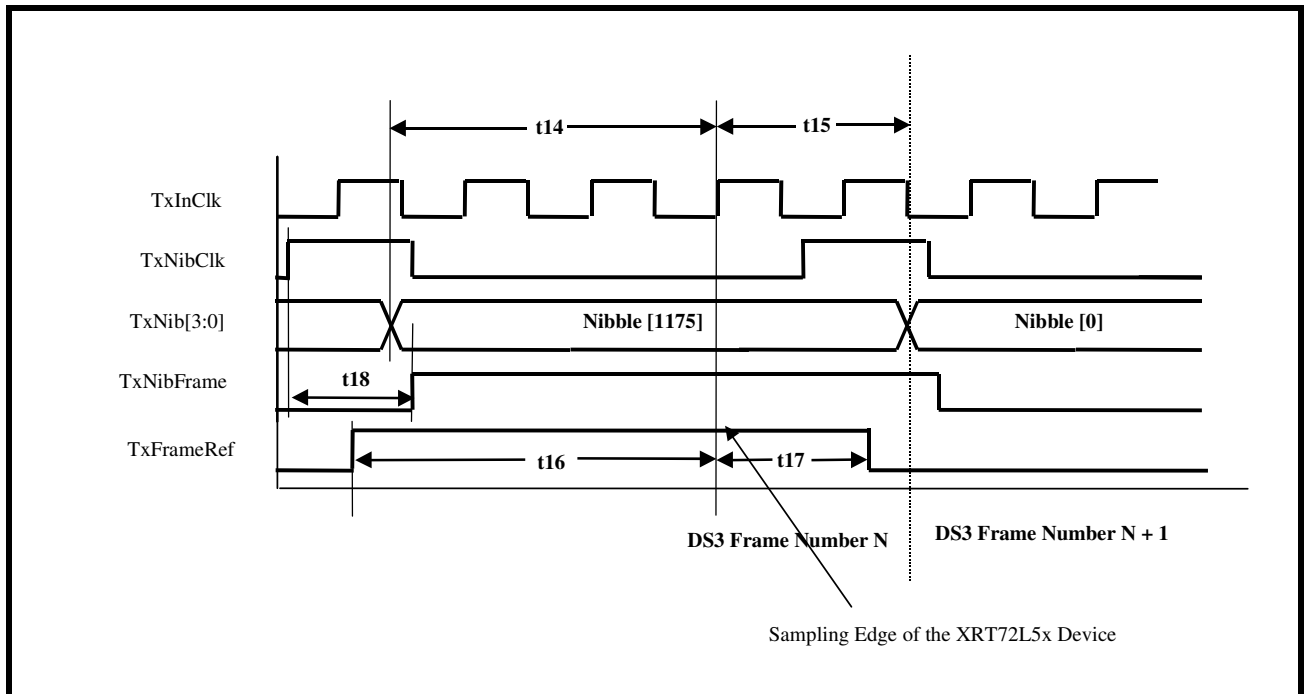 t14
t15
TxInClk
TxNibClk
TxNib[3:0]
Nibble [1175]
Nibble [0]
TxNibFrame
t18
TxFrameRef
t16
t17
DS3 Frame Number N
DS3 Frame Number N + 1
Sampling Edge of the XRT72L5x Device